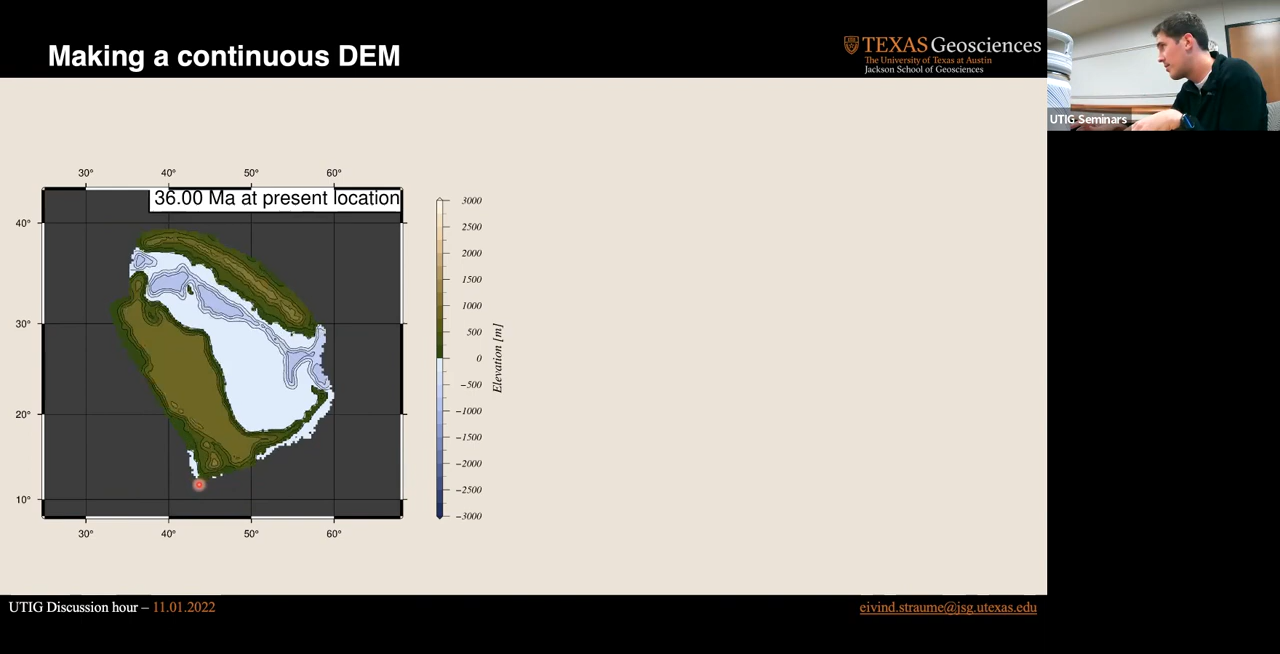 Making a continuous DEM
TEXAS Geosciences
The University of Texas at Austin
Jackson School of Geosciences
UTIG Seminars
30° 40° 50° 60°
36.00 Ma at present location
40°
30°
20°
10°
30° 40° 50° 60°
3000
2500
2000
1500
1000
500
0
−500
−1000
−1500
−2000
−2500
−3000
Elevation [m]
UTIG Discussion hour – 11.01.2022
eivind.straume@jsg.utexas.edu